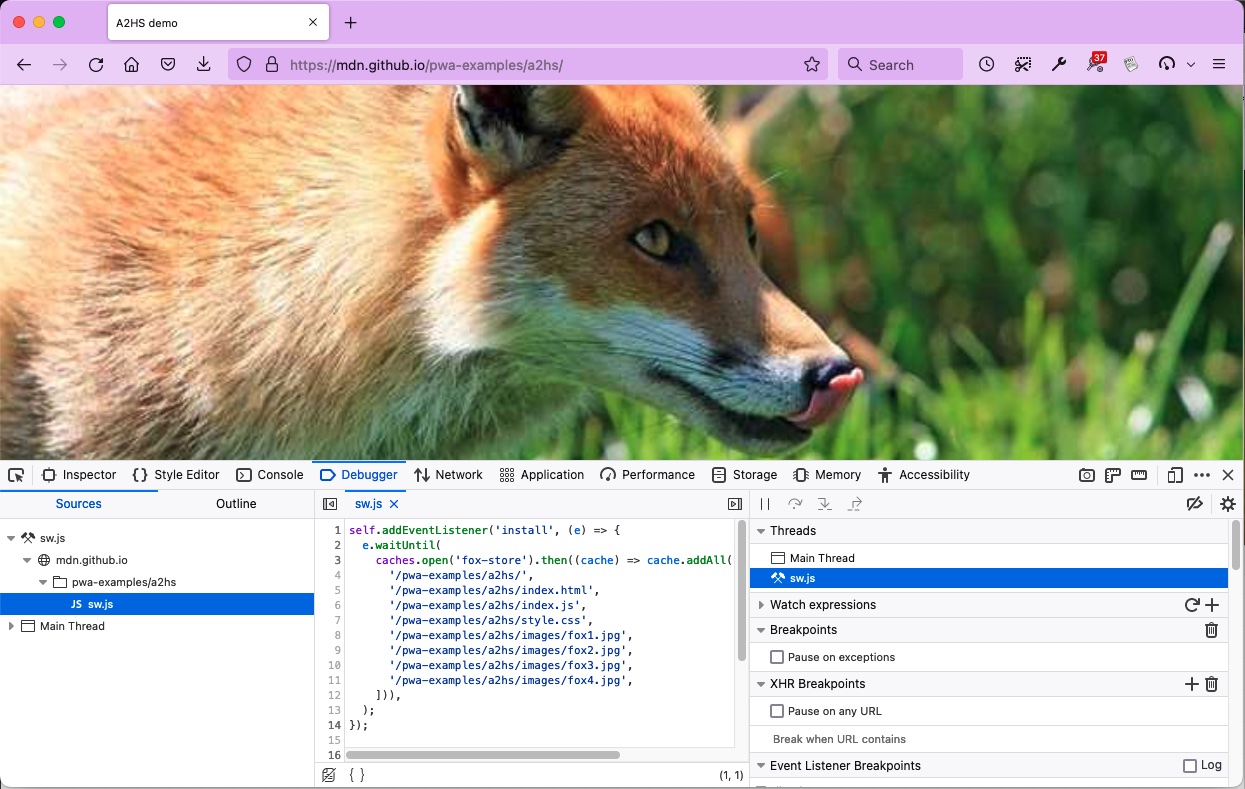 A2HS demo
https://mdn.github.io/pwa-examples/a2hs/
Search
37
Inspector
Style Editor
Console
Debugger
Network
Application
Performance
Storage
Memory
Accessibility
Sources
Outline
sw.js
mdn.github.io
pwa-examples/a2hs
JS sw.js
Main Thread
sw.js
1 self.addEventListener('install', (e) => {
2 e.waitUntil(
3 caches.open('fox-store').then((cache) => cache.addAll(
4 '/pwa-examples/a2hs/',
5 '/pwa-examples/a2hs/index.html',
6 '/pwa-examples/a2hs/index.js',
7 '/pwa-examples/a2hs/style.css',
8 '/pwa-examples/a2hs/images/fox1.jpg',
9 '/pwa-examples/a2hs/images/fox2.jpg',
10 '/pwa-examples/a2hs/images/fox3.jpg',
11 '/pwa-examples/a2hs/images/fox4.jpg',
12 ])),
13 );
14 });
15
16
{ }
(1, 1)
Threads
Main Thread
sw.js
Watch expressions
Breakpoints
Pause on exceptions
XHR Breakpoints
Pause on any URL
Break when URL contains
Event Listener Breakpoints
Log